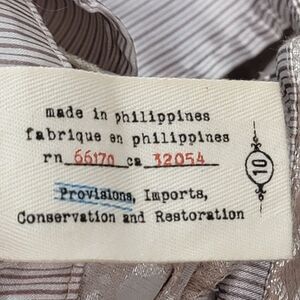 made in philippines
fabrique en philippines
rn 66170 ca 32054
Provisions, Imports,
Conservation and Restoration
10